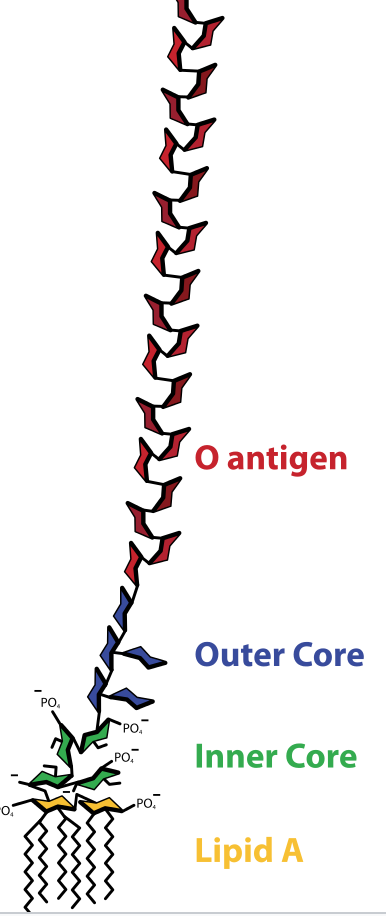 O antigen
Outer Core
PO₄⁻
PO₄⁻
Inner Core
PO₄⁻
PO₄⁻
PO₄
Lipid A